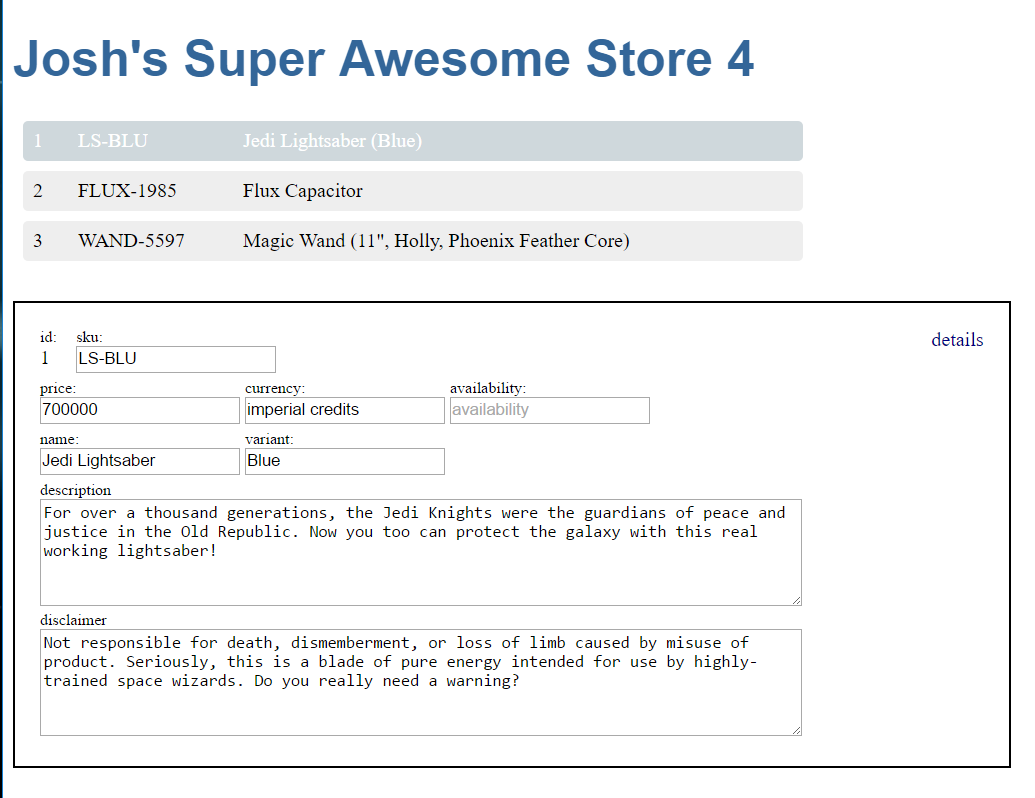 Josh's Super Awesome Store 4
1 LS-BLU Jedi Lightsaber (Blue)
2 FLUX-1985 Flux Capacitor
3 WAND-5597 Magic Wand (11", Holly, Phoenix Feather Core)
details
id: sku:
1 LS-BLU
price: currency: availability:
700000 imperial credits availability
name: variant:
Jedi Lightsaber Blue
description
For over a thousand generations, the Jedi Knights were the guardians of peace and
justice in the Old Republic. Now you too can protect the galaxy with this real
working lightsaber!
disclaimer
Not responsible for death, dismemberment, or loss of limb caused by misuse of
product. Seriously, this is a blade of pure energy intended for use by highly-
trained space wizards. Do you really need a warning?